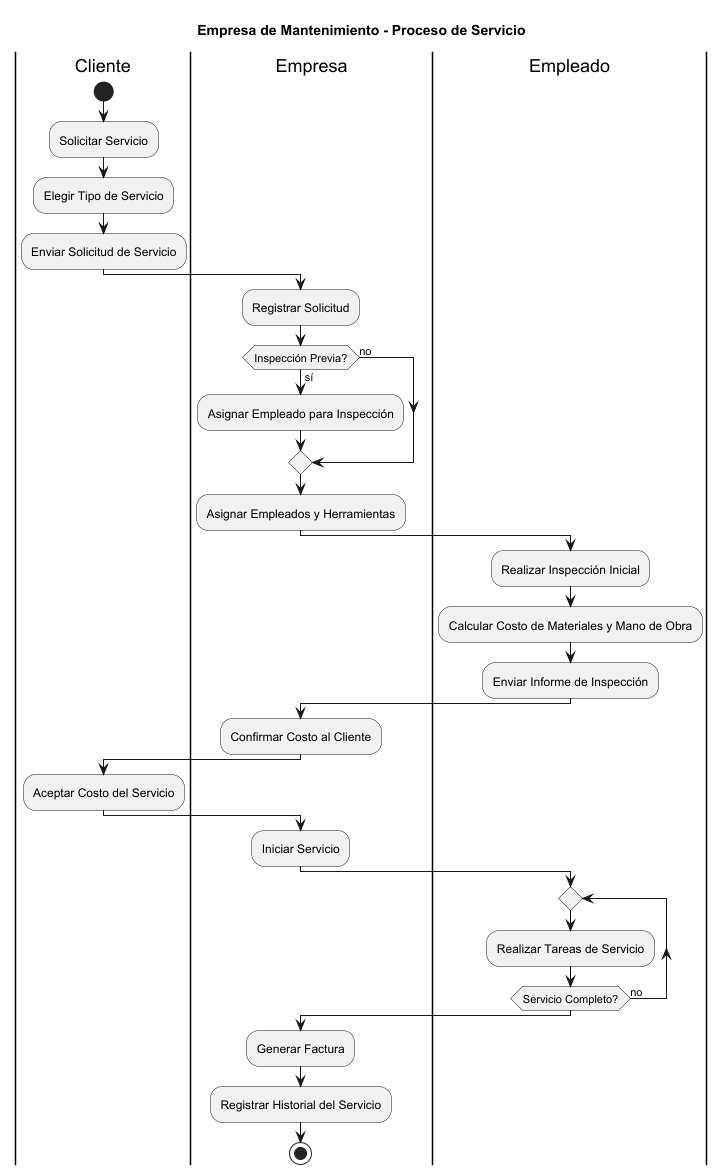 Empresa de Mantenimiento - Proceso de Servicio
Cliente
Empresa
Empleado
Solicitar Servicio
Elegir Tipo de Servicio
Enviar Solicitud de Servicio
Registrar Solicitud
Inspección Previa?
no
sí
Asignar Empleado para Inspección
Asignar Empleados y Herramientas
Realizar Inspección Inicial
Calcular Costo de Materiales y Mano de Obra
Enviar Informe de Inspección
Confirmar Costo al Cliente
Aceptar Costo del Servicio
Iniciar Servicio
Realizar Tareas de Servicio
Servicio Completo?
no
Generar Factura
Registrar Historial del Servicio